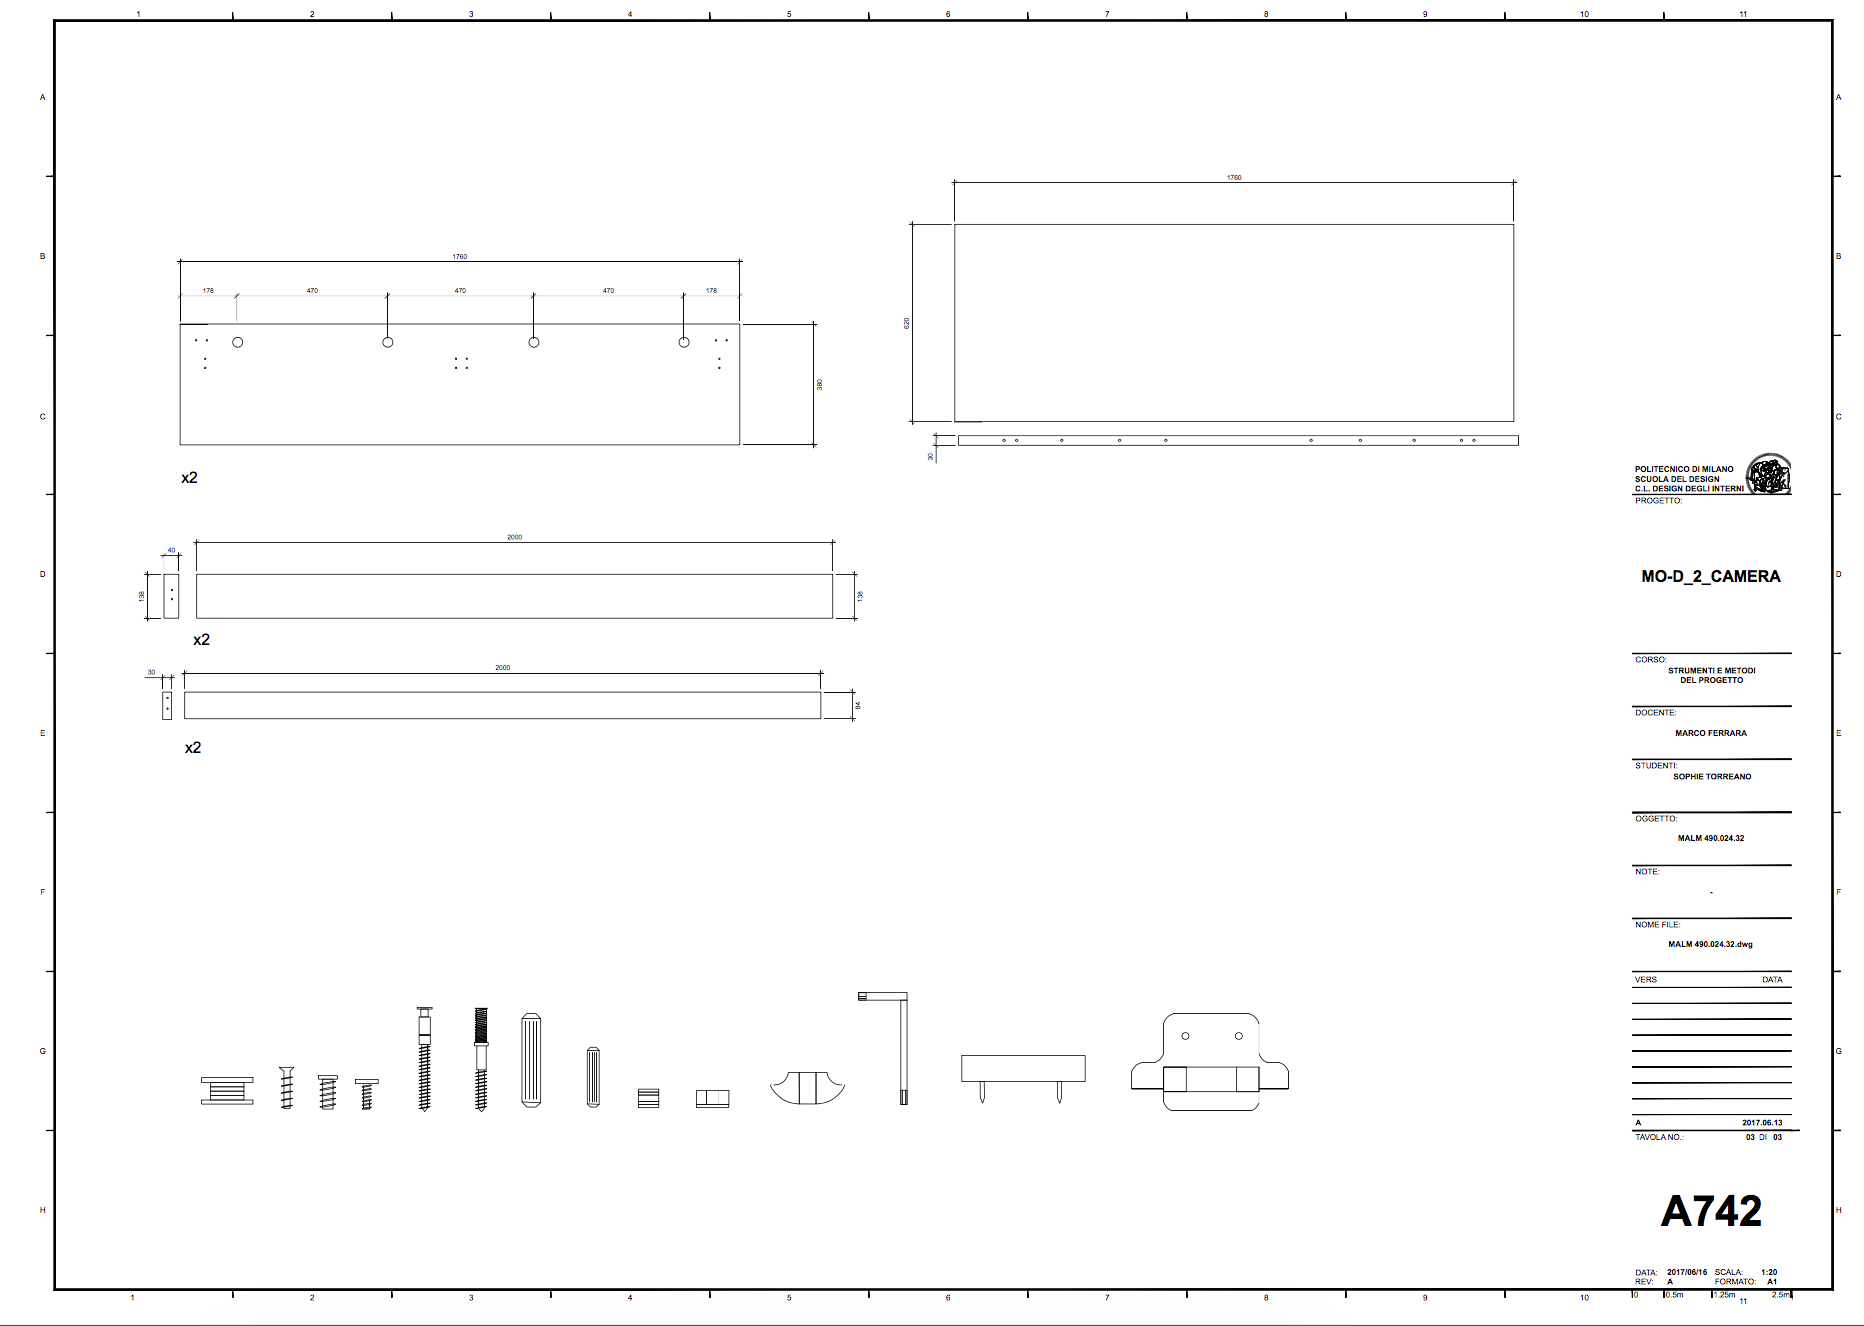 1 2 3 4 5 6 7 8 9 10 11
A A
B B
C C
D D
E E
F F
G G
H H
1760
178 470 470 470 178
380
x2
1760
620
30
40
2000
138
138
x2
30
2000
84
x2
POLITECNICO DI MILANO
SCUOLA DEL DESIGN
C.L. DESIGN DEGLI INTERNI
PROGETTO:
MO-D_2_CAMERA
CORSO:
STRUMENTI E METODI
DEL PROGETTO
DOCENTE:
MARCO FERRARA
STUDENTI:
SOPHIE TORREANO
OGGETTO:
MALM 490.024.32
NOTE:
-
NOME FILE:
MALM 490.024.32.dwg
VERS DATA
A 2017.06.13
TAVOLA NO.: 03 DI 03
A742
DATA: 2017/06/16 SCALA: 1:20
REV: A FORMATO: A1
0 0.5m 1.25m 2.5m
1 2 3 4 5 6 7 8 9 10 11